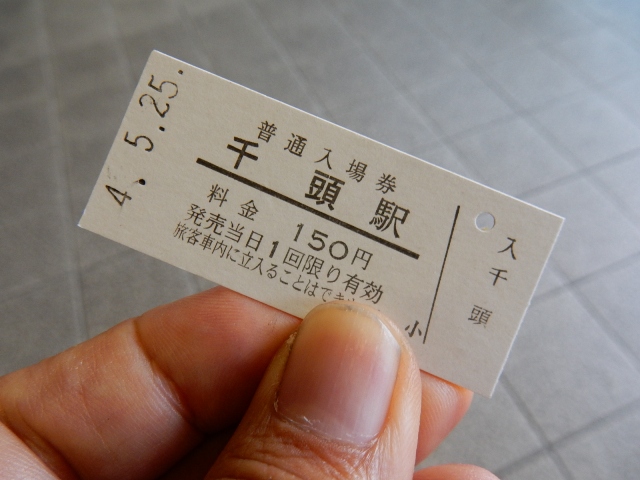 4. 5. 25.
普通入場券
千頭駅
料金 150円
発売当日1回限り有効
旅客車内に立入ることはでき
小
入
千
頭